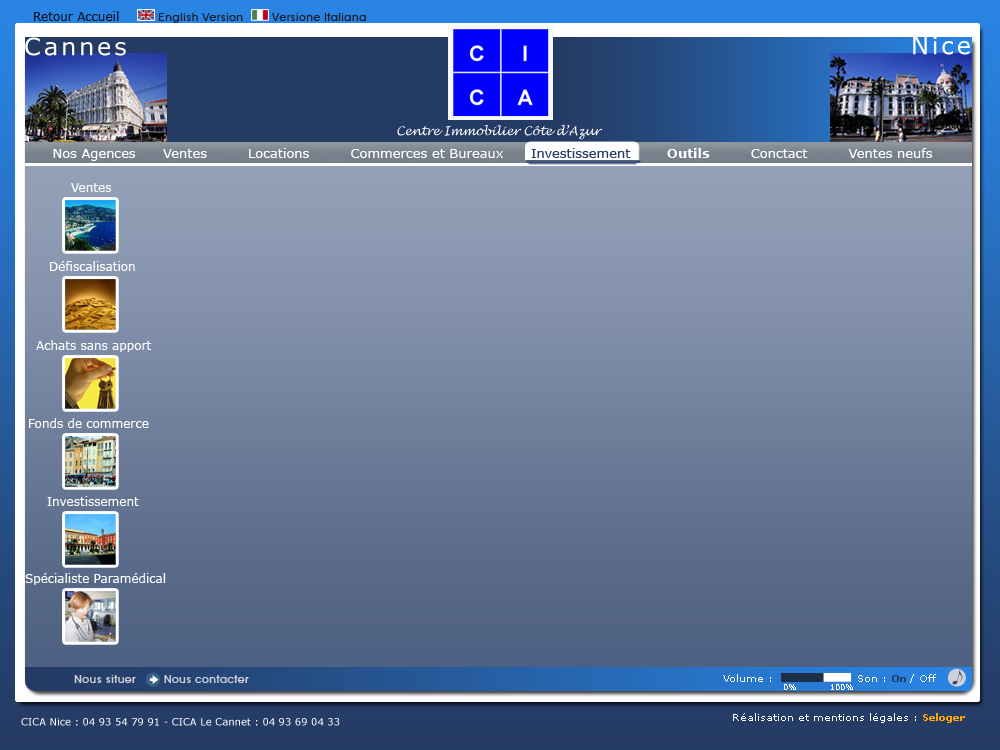 Retour Accueil English Version Versione Italiana
Cannes
Nice
C I
C A
Centre Immobilier Côte d'Azur
Nos Agences Ventes Locations Commerces et Bureaux Investissement Outils Conctact Ventes neufs
Ventes
Défiscalisation
Achats sans apport
Fonds de commerce
Investissement
Spécialiste Paramédical
Nous situer Nous contacter Volume : Son : On / Off
0% 100%
CICA Nice : 04 93 54 79 91 - CICA Le Cannet : 04 93 69 04 33 Réalisation et mentions légales : Seloger